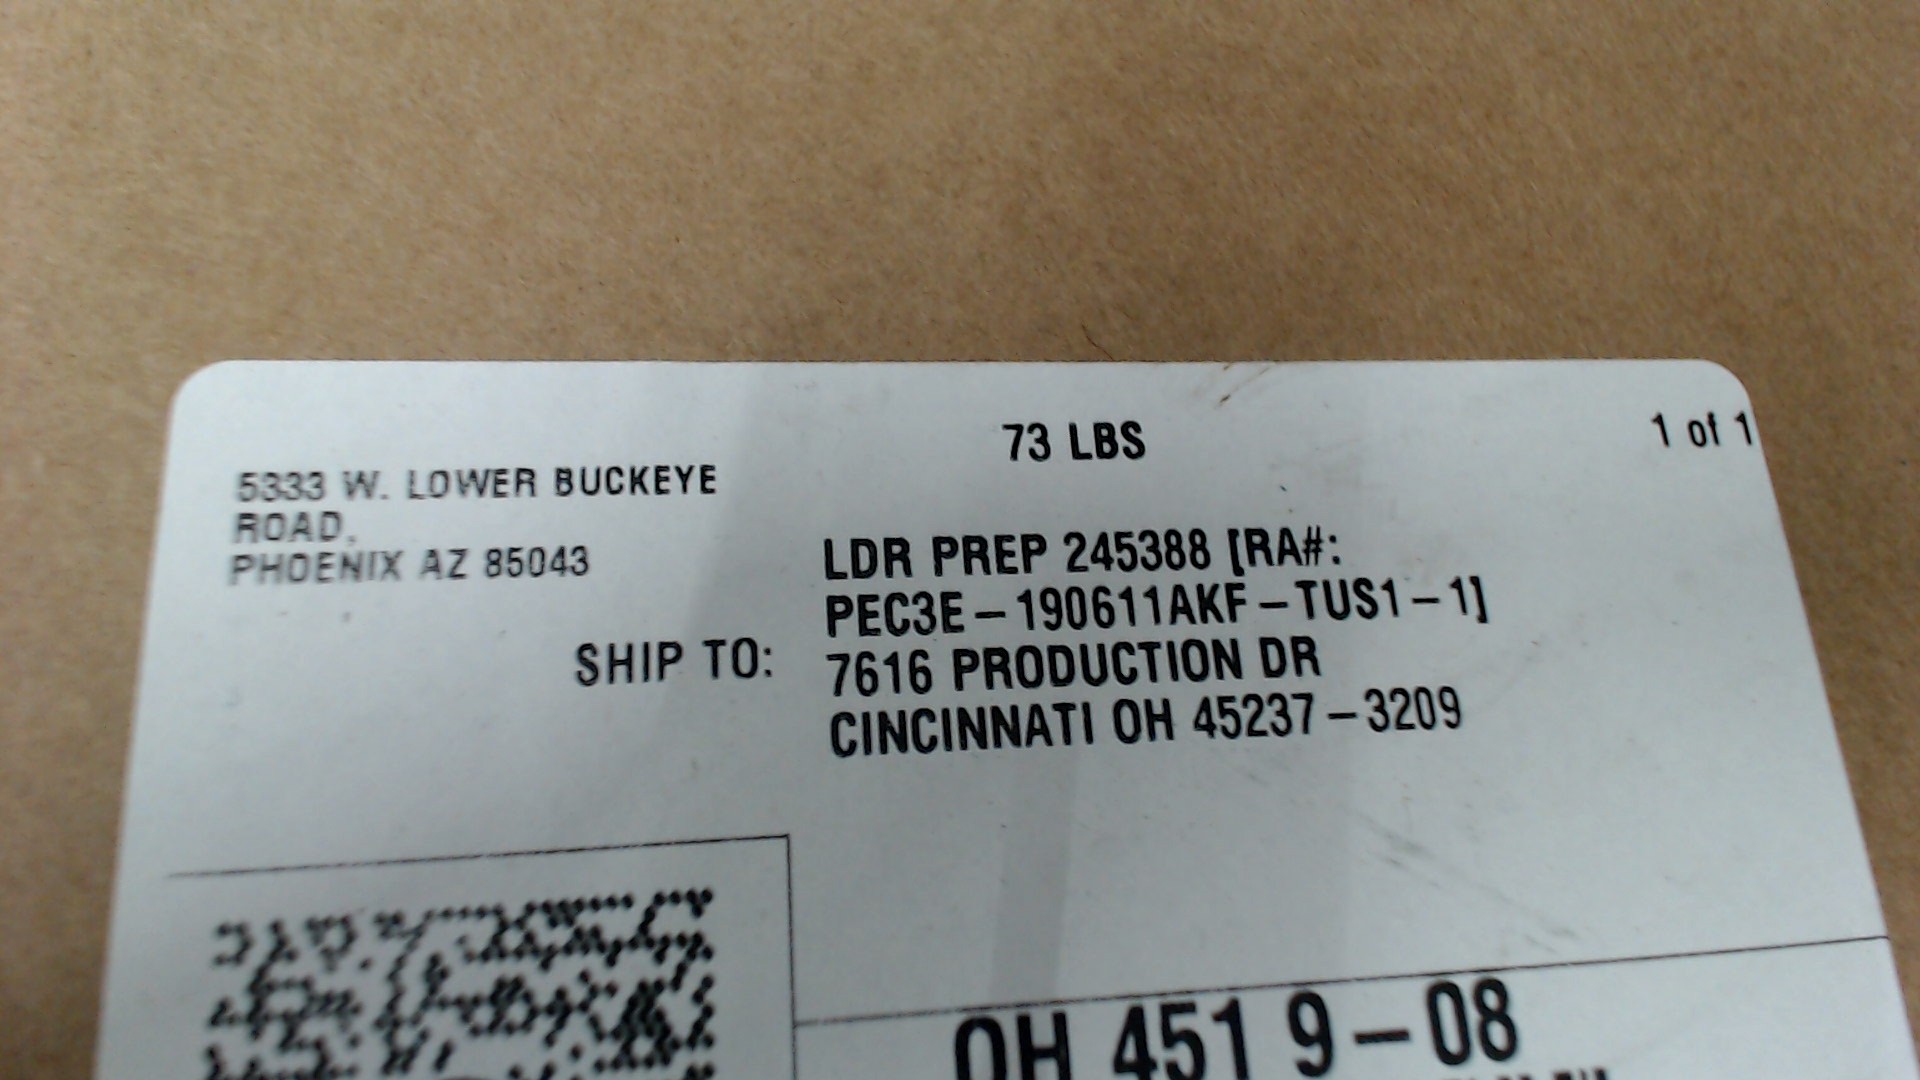 73 LBS
1 of 1
5333 W. LOWER BUCKEYE
ROAD,
PHOENIX AZ 85043
SHIP TO:
LDR PREP 245388 [RA#:
PEC3E-190611AKF-TUS1-1]
7616 PRODUCTION DR
CINCINNATI OH 45237-3209
OH 451 9-08